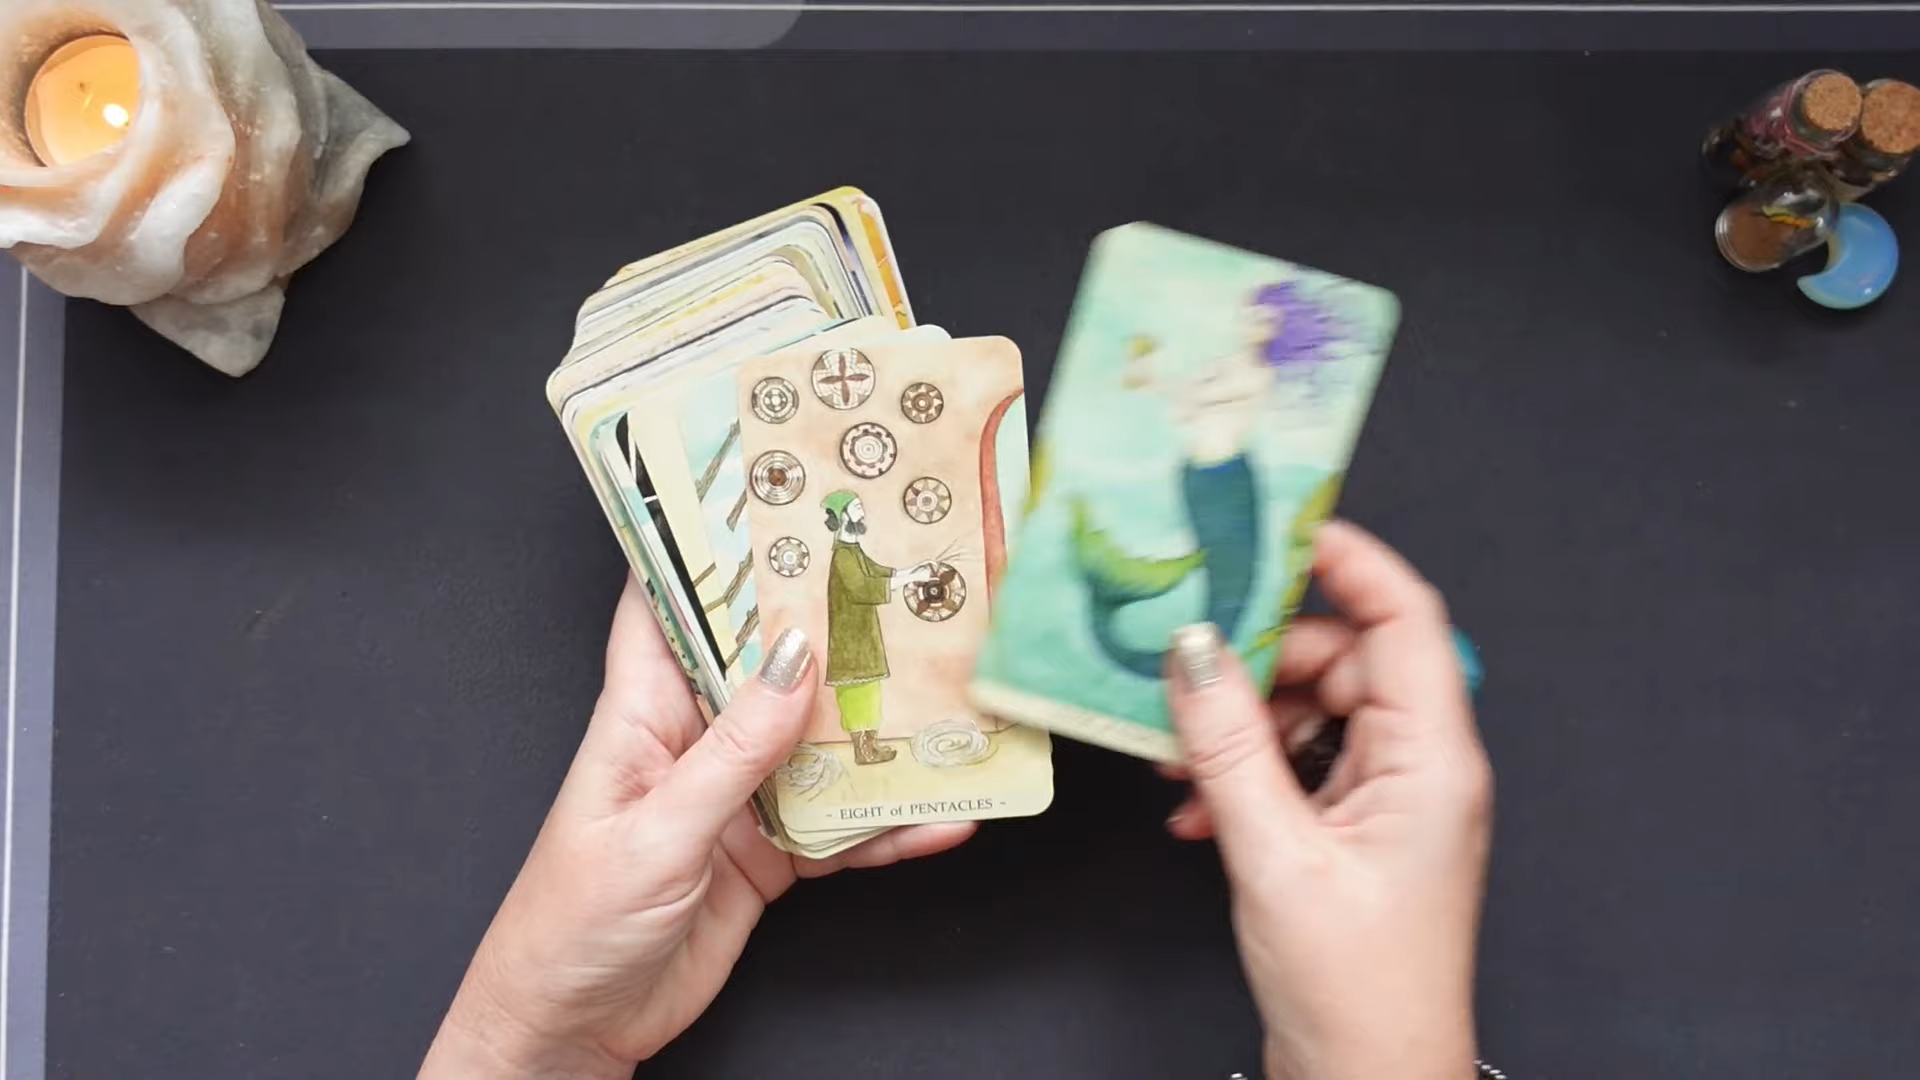 ~ EIGHT of PENTACLES ~